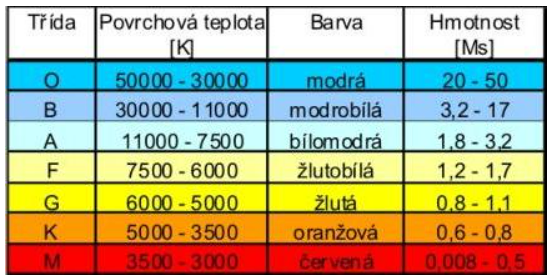 Třída Povrchová teplota Barva Hmotnost
[K] [Ms]
O 50000 - 30000 modrá 20 - 50
B 30000 - 11000 modrobílá 3,2 - 17
A 11000 - 7500 bílomodrá 1,8 - 3,2
F 7500 - 6000 žlutobílá 1,2 - 1,7
G 6000 - 5000 žlutá 0,8 - 1,1
K 5000 - 3500 oranžová 0,6 - 0,8
M 3500 - 3000 červená 0,008 - 0,5